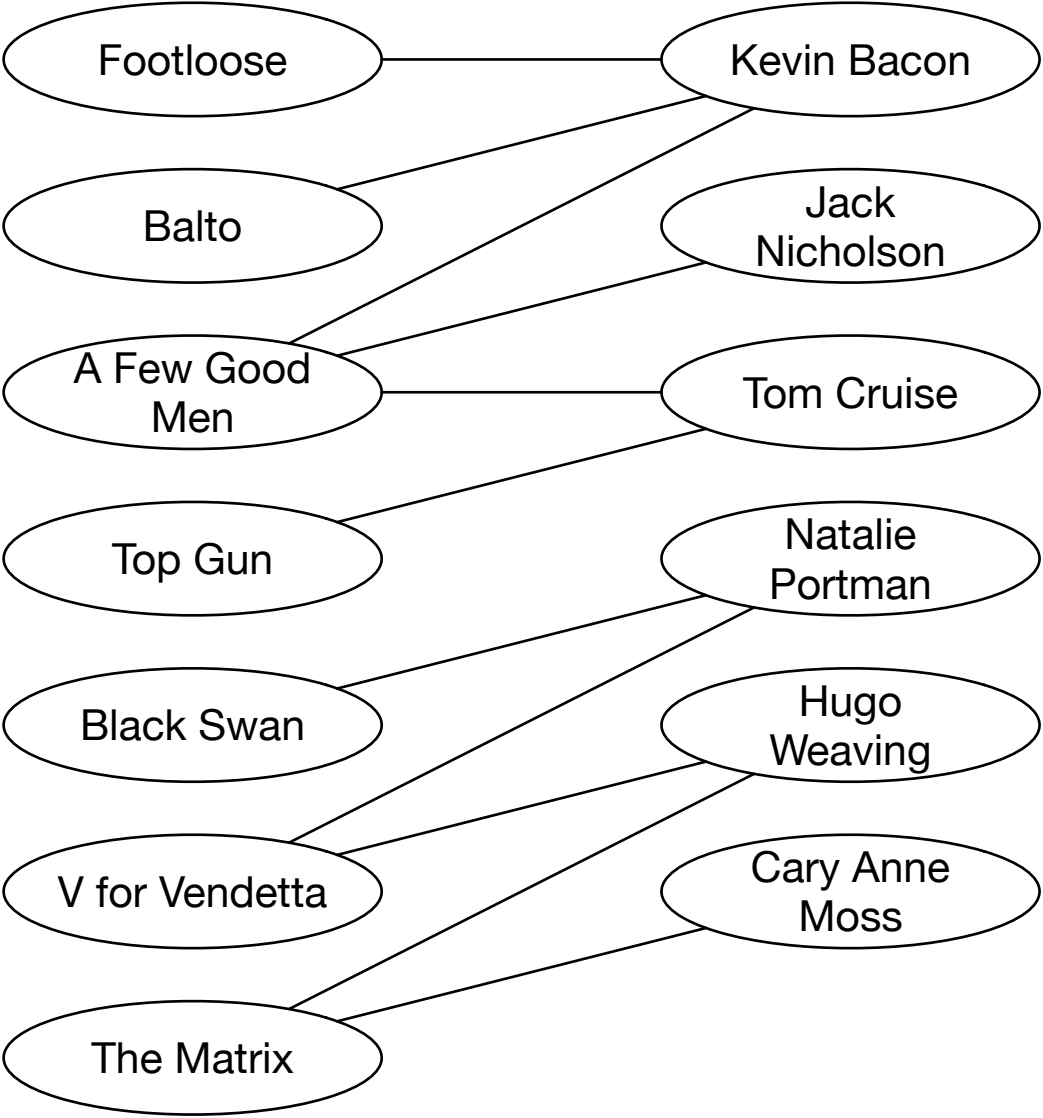 Footloose
Kevin Bacon
Balto
Jack
Nicholson
A Few Good
Men
Tom Cruise
Top Gun
Natalie
Portman
Black Swan
Hugo
Weaving
V for Vendetta
Cary Anne
Moss
The Matrix